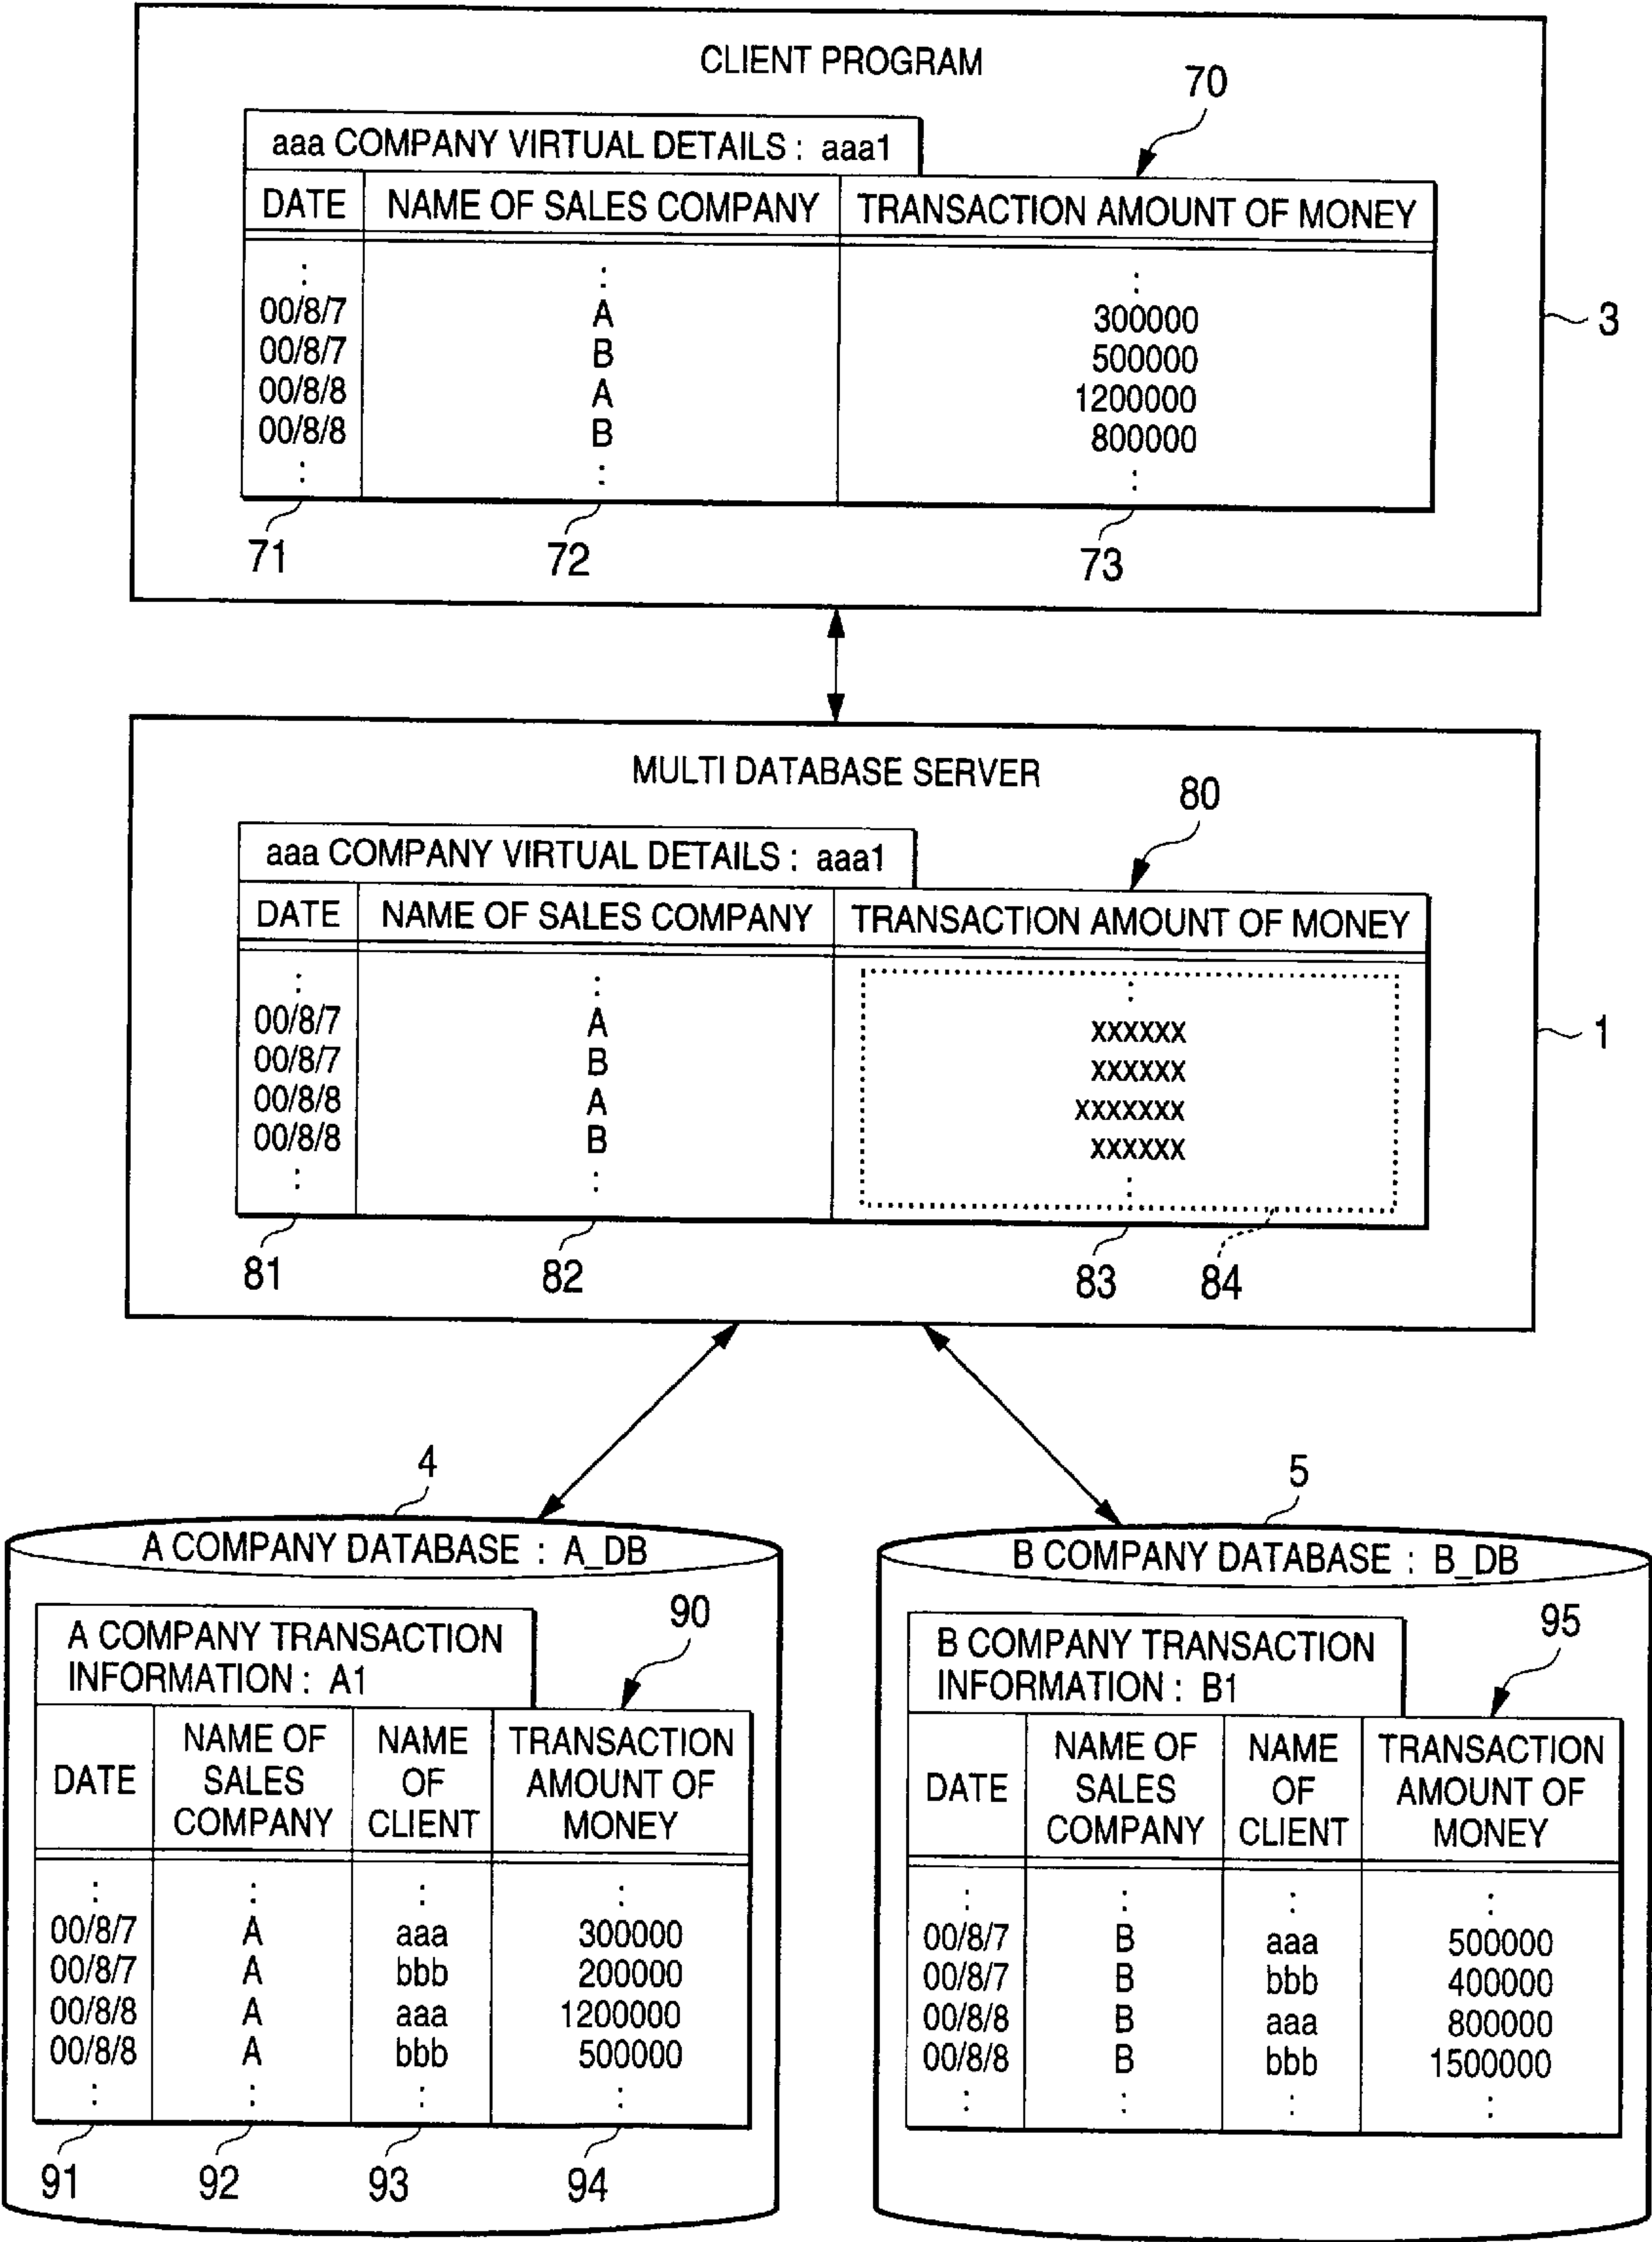 CLIENT PROGRAM
70
aaa COMPANY VIRTUAL DETAILS : aaa1
DATE NAME OF SALES COMPANY TRANSACTION AMOUNT OF MONEY
: : :
00/8/7 A 300000
00/8/7 B 500000
00/8/8 A 1200000
00/8/8 B 800000
: : :
71 72 73
3
MULTI DATABASE SERVER
80
aaa COMPANY VIRTUAL DETAILS : aaa1
DATE NAME OF SALES COMPANY TRANSACTION AMOUNT OF MONEY
: : :
00/8/7 A XXXXXX
00/8/7 B XXXXXX
00/8/8 A XXXXXXX
00/8/8 B XXXXXX
: : :
81 82 83 84
1
4
A COMPANY DATABASE : A_DB
A COMPANY TRANSACTION
INFORMATION : A1
90
DATE NAME OF SALES COMPANY NAME OF CLIENT TRANSACTION AMOUNT OF MONEY
: : : :
00/8/7 A aaa 300000
00/8/7 A bbb 200000
00/8/8 A aaa 1200000
00/8/8 A bbb 500000
: : : :
91 92 93 94
5
B COMPANY DATABASE : B_DB
B COMPANY TRANSACTION
INFORMATION : B1
95
DATE NAME OF SALES COMPANY NAME OF CLIENT TRANSACTION AMOUNT OF MONEY
: : : :
00/8/7 B aaa 500000
00/8/7 B bbb 400000
00/8/8 B aaa 800000
00/8/8 B bbb 1500000
: : : :